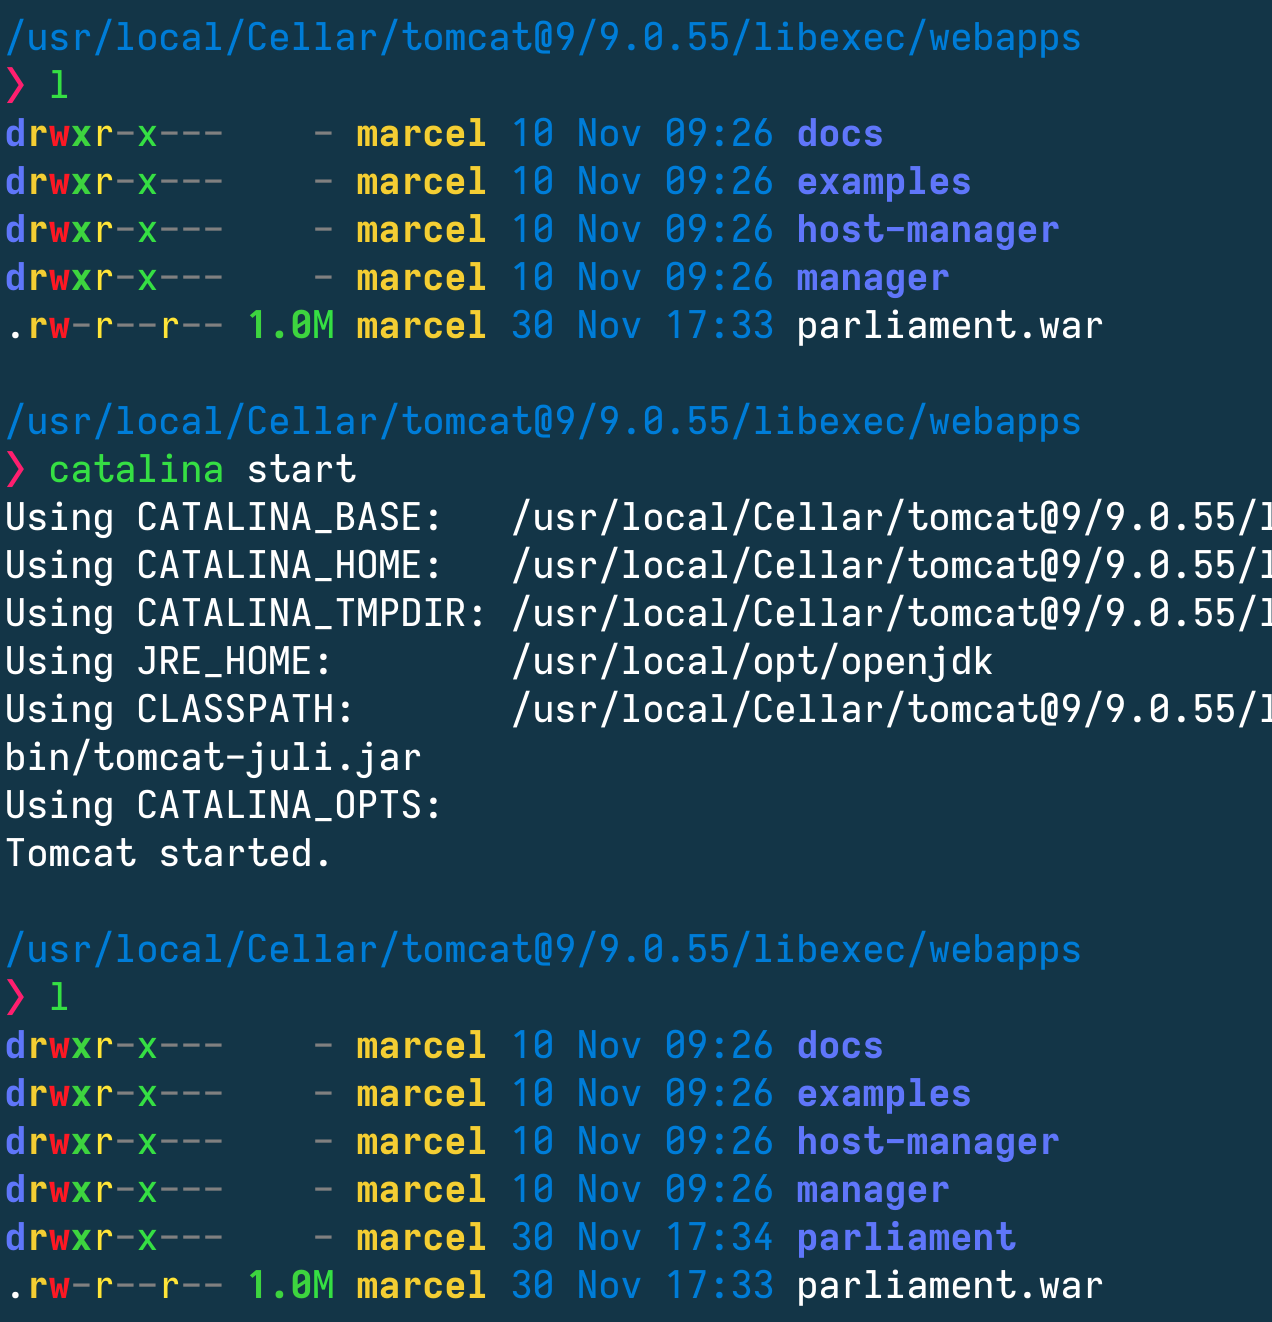 /usr/local/Cellar/tomcat@9/9.0.55/libexec/webapps
❯ l
drwxr-x---    - marcel 10 Nov 09:26 docs
drwxr-x---    - marcel 10 Nov 09:26 examples
drwxr-x---    - marcel 10 Nov 09:26 host-manager
drwxr-x---    - marcel 10 Nov 09:26 manager
.rw-r--r-- 1.0M marcel 30 Nov 17:33 parliament.war
/usr/local/Cellar/tomcat@9/9.0.55/libexec/webapps
❯ catalina start
Using CATALINA_BASE:   /usr/local/Cellar/tomcat@9/9.0.55/l
Using CATALINA_HOME:   /usr/local/Cellar/tomcat@9/9.0.55/l
Using CATALINA_TMPDIR: /usr/local/Cellar/tomcat@9/9.0.55/l
Using JRE_HOME:        /usr/local/opt/openjdk
Using CLASSPATH:       /usr/local/Cellar/tomcat@9/9.0.55/l
bin/tomcat-juli.jar
Using CATALINA_OPTS:
Tomcat started.
/usr/local/Cellar/tomcat@9/9.0.55/libexec/webapps
❯ l
drwxr-x---    - marcel 10 Nov 09:26 docs
drwxr-x---    - marcel 10 Nov 09:26 examples
drwxr-x---    - marcel 10 Nov 09:26 host-manager
drwxr-x---    - marcel 10 Nov 09:26 manager
drwxr-x---    - marcel 30 Nov 17:34 parliament
.rw-r--r-- 1.0M marcel 30 Nov 17:33 parliament.war